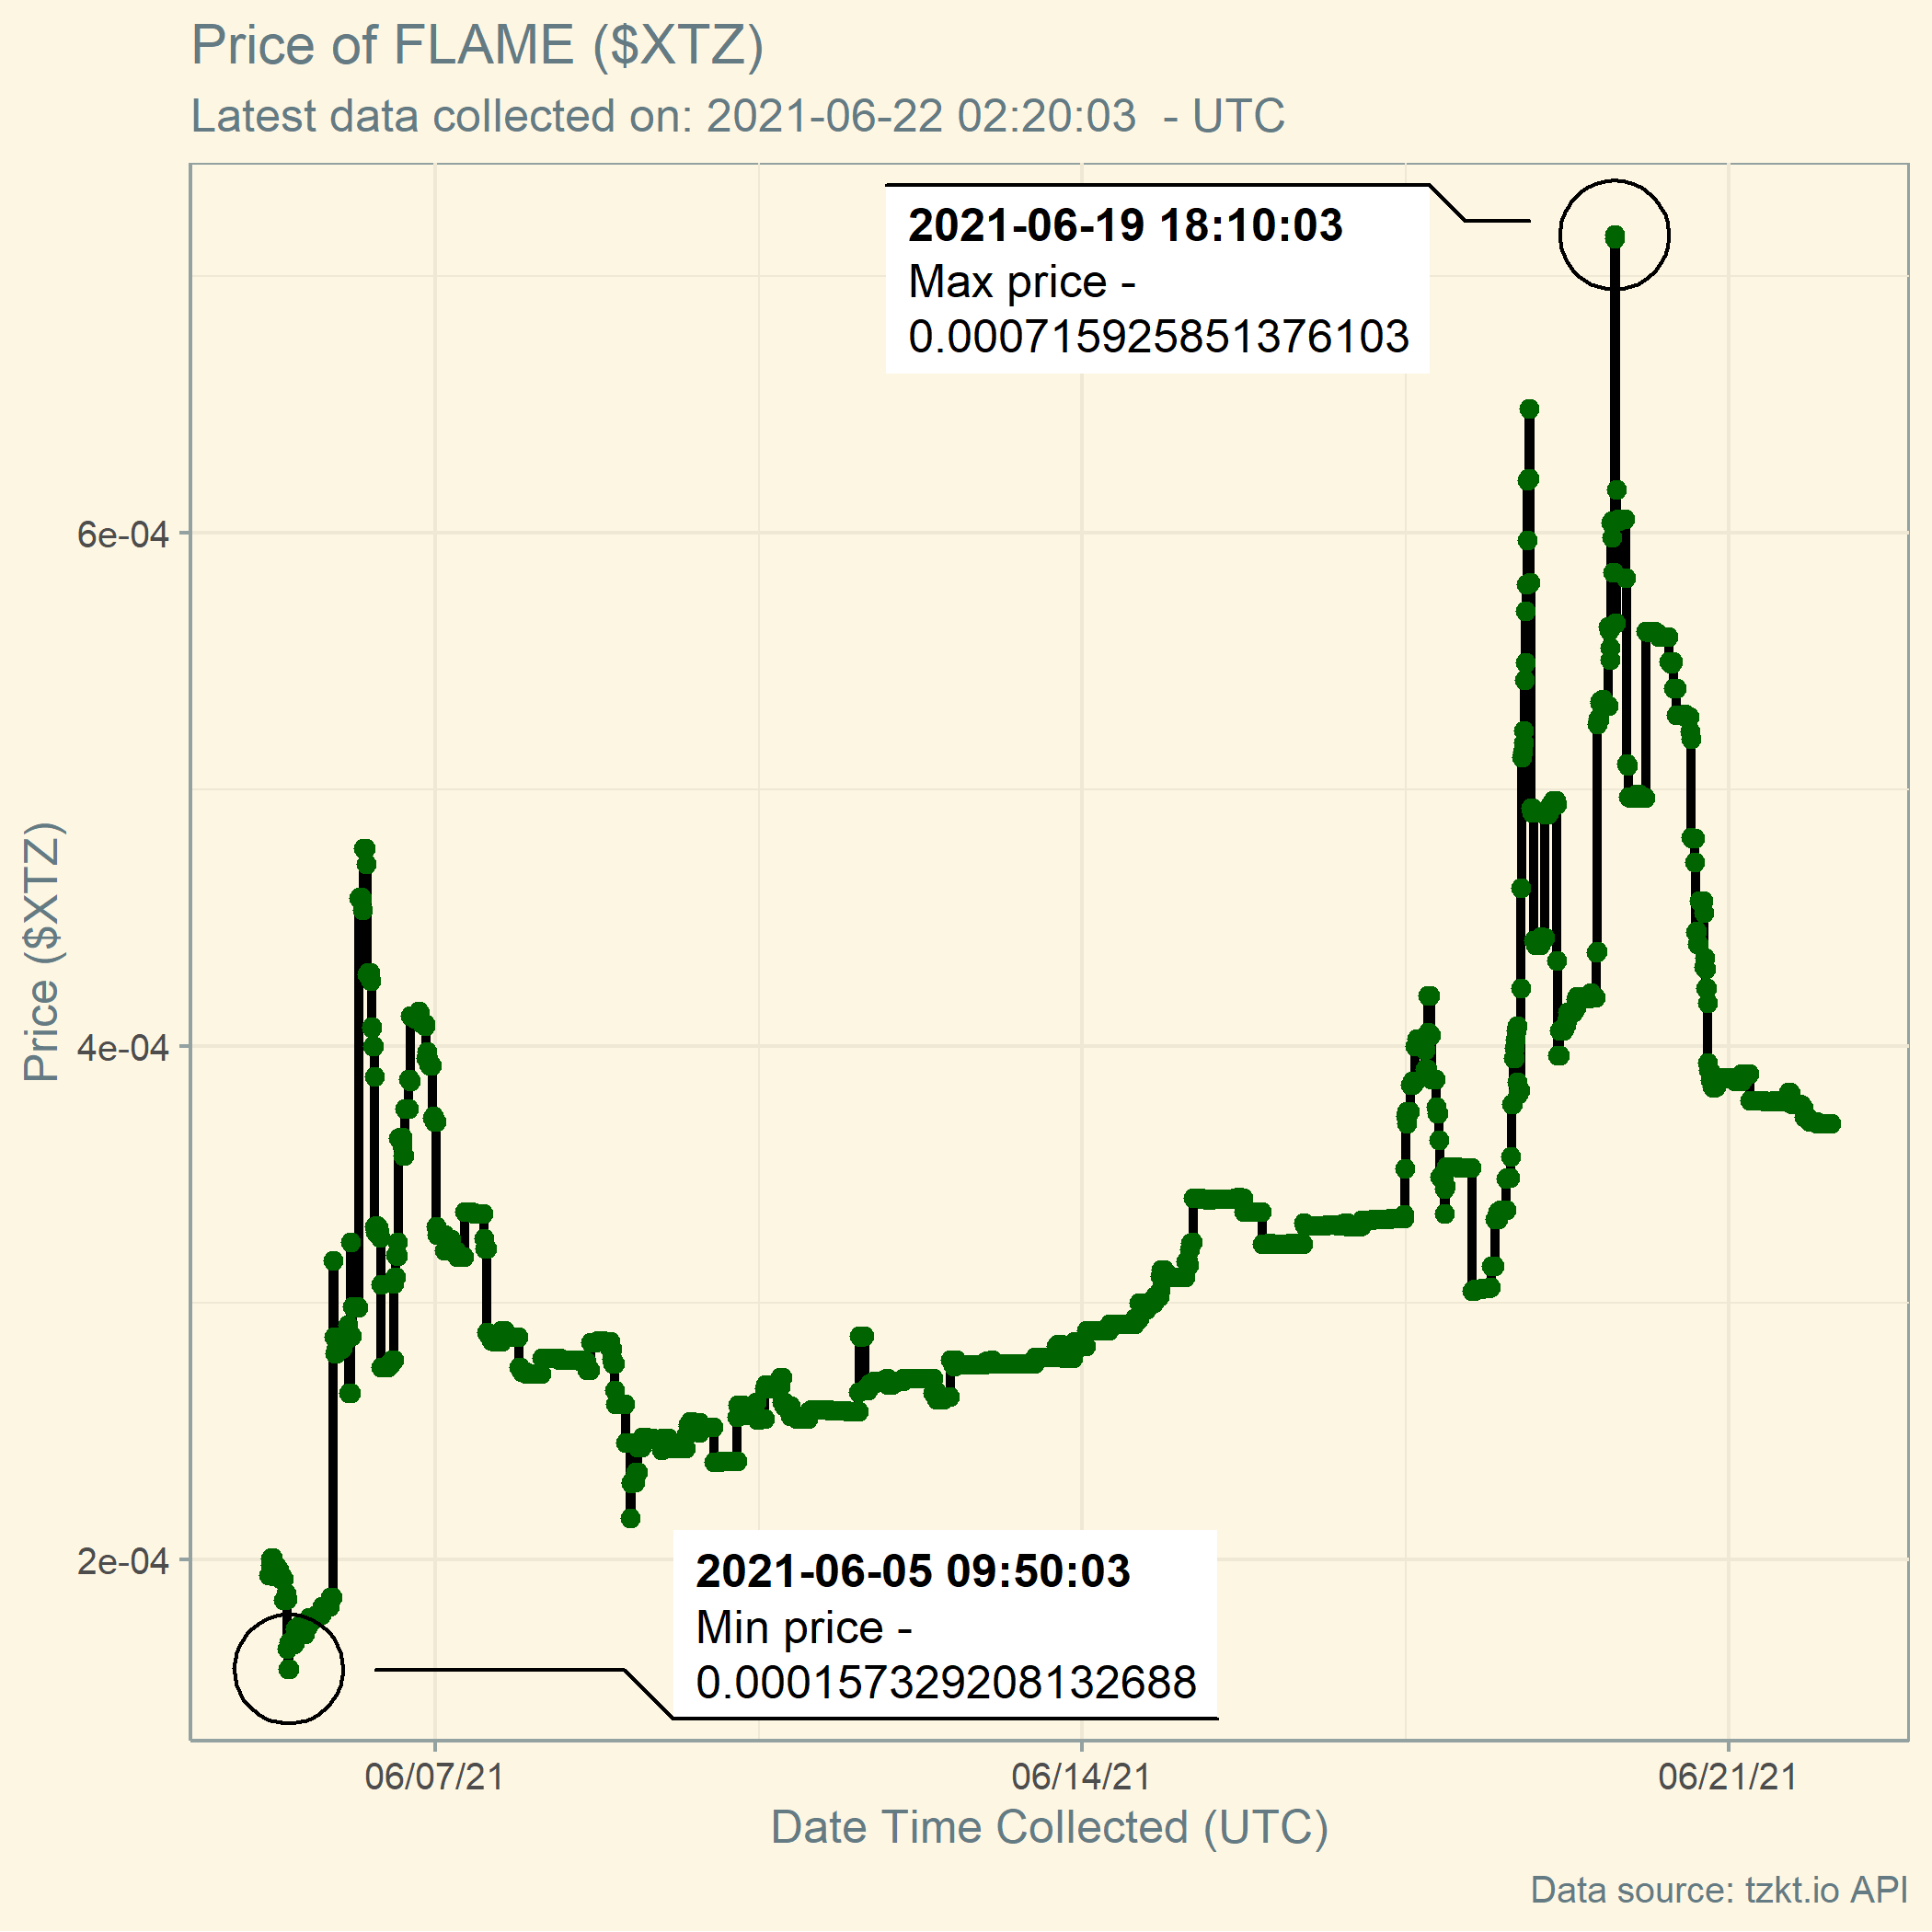 Price of FLAME ($XTZ)
Latest data collected on: 2021-06-22 02:20:03  - UTC
2021-06-19 18:10:03
Max price -
0.000715925851376103
6e-04
4e-04
2e-04
Price ($XTZ)
2021-06-05 09:50:03
Min price -
0.000157329208132688
06/07/21
06/14/21
06/21/21
Date Time Collected (UTC)
Data source: tzkt.io API